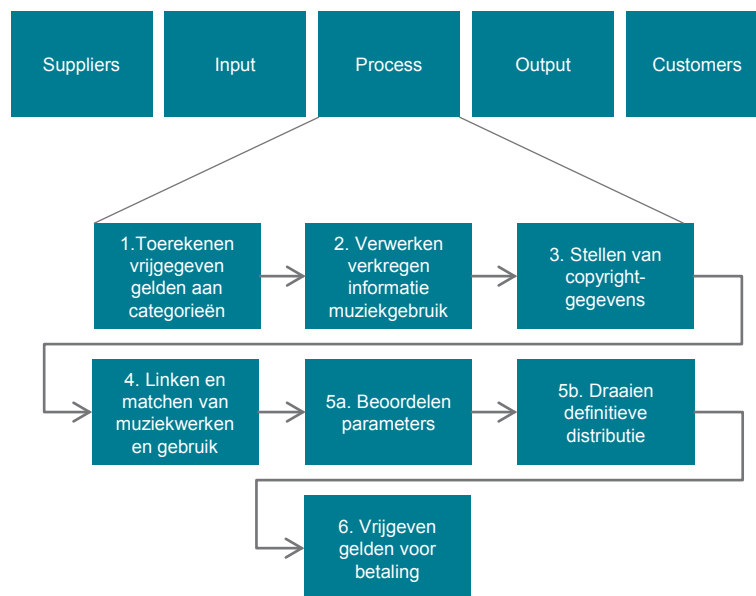 Suppliers
Input
Process
Output
Customers
1.Toerekenen
vrijgegeven
gelden aan
categorieën
2. Verwerken
verkregen
informatie
muziekgebruik
3. Stellen van
copyright-
gegevens
4. Linken en
matchen van
muziekwerken
en gebruik
5a. Beoordelen
parameters
5b. Draaien
definitieve
distributie
6. Vrijgeven
gelden voor
betaling